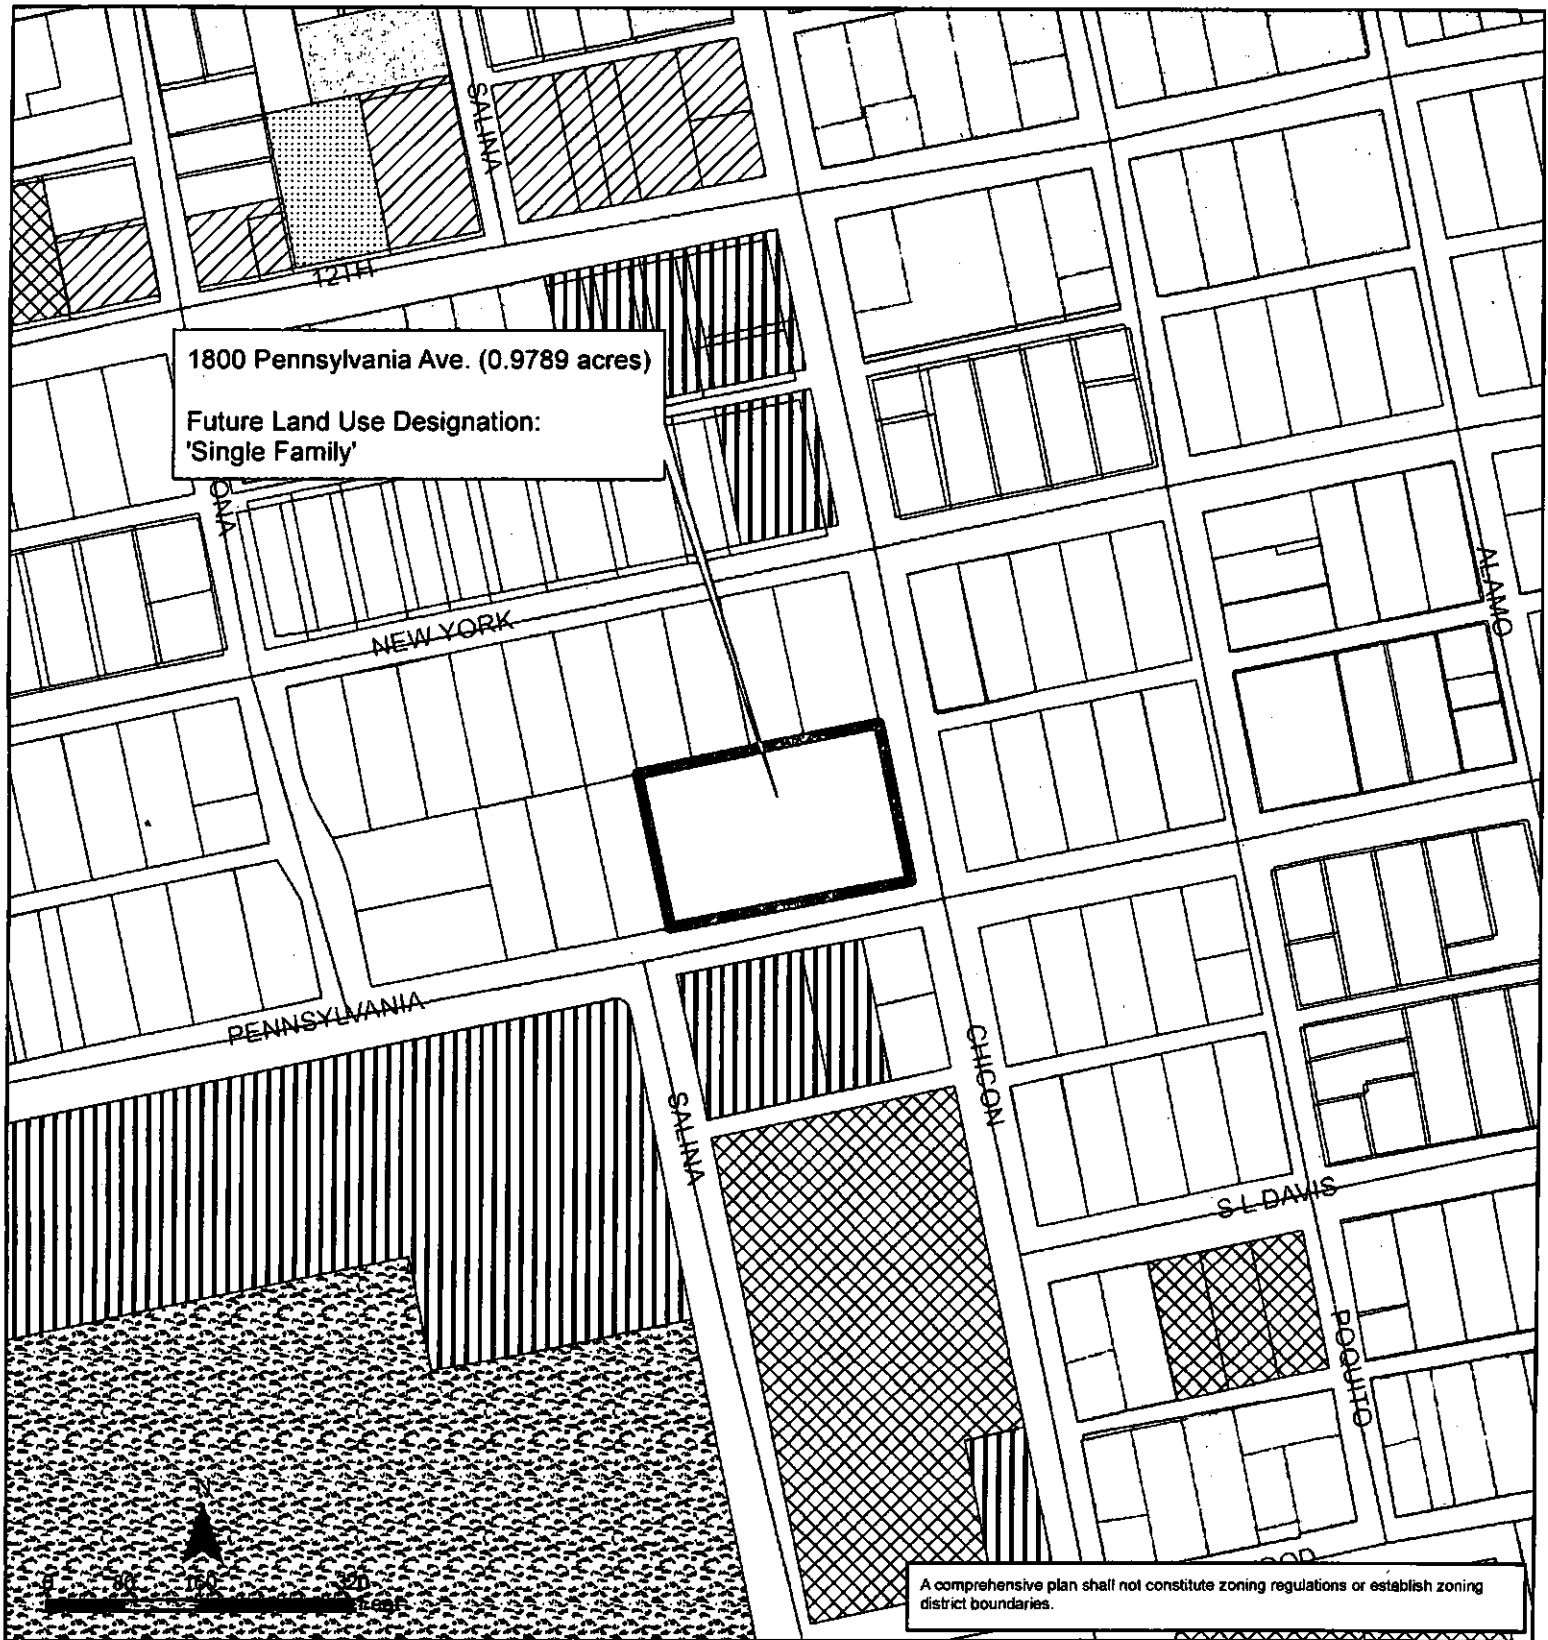 SALINA
12TH
1800 Pennsylvania Ave. (0.9789 acres)
Future Land Use Designation:
'Single Family'
ONA
NEW YORK
ALAMO
PENNSYLVANIA
CHICON
SALINA
S L DAVIS
POQUITO
N
0 80 160 320
Feet
A comprehensive plan shall not constitute zoning regulations or establish zoning
district boundaries.